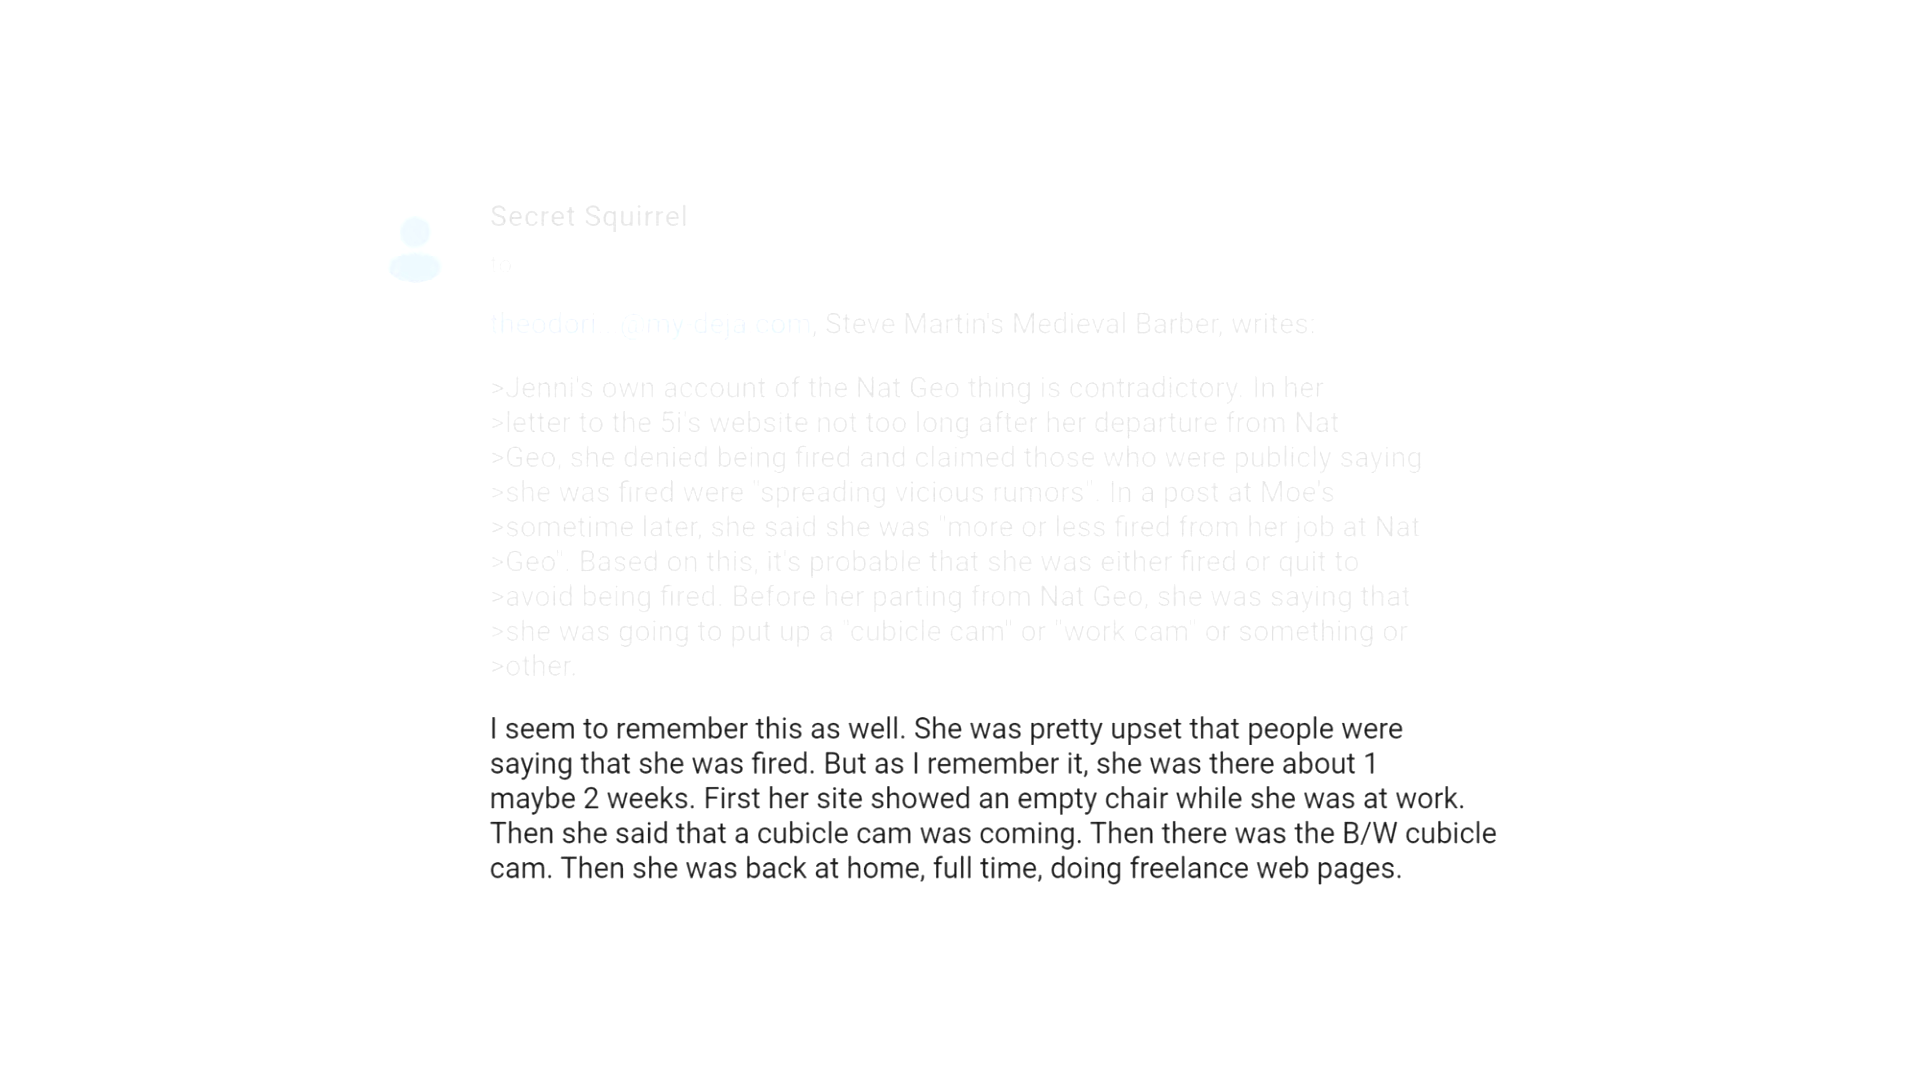 Secret Squirrel
to
theodori...@my-deja.com, Steve Martin's Medieval Barber, writes:
>Jenni's own account of the Nat Geo thing is contradictory. In her
>letter to the 5i's website not too long after her departure from Nat
>Geo, she denied being fired and claimed those who were publicly saying
>she was fired were "spreading vicious rumors". In a post at Moe's
>sometime later, she said she was "more or less fired from her job at Nat
>Geo". Based on this, it's probable that she was either fired or quit to
>avoid being fired. Before her parting from Nat Geo, she was saying that
>she was going to put up a "cubicle cam" or "work cam" or something or
>other.
I seem to remember this as well. She was pretty upset that people were
saying that she was fired. But as I remember it, she was there about 1
maybe 2 weeks. First her site showed an empty chair while she was at work.
Then she said that a cubicle cam was coming. Then there was the B/W cubicle
cam. Then she was back at home, full time, doing freelance web pages.